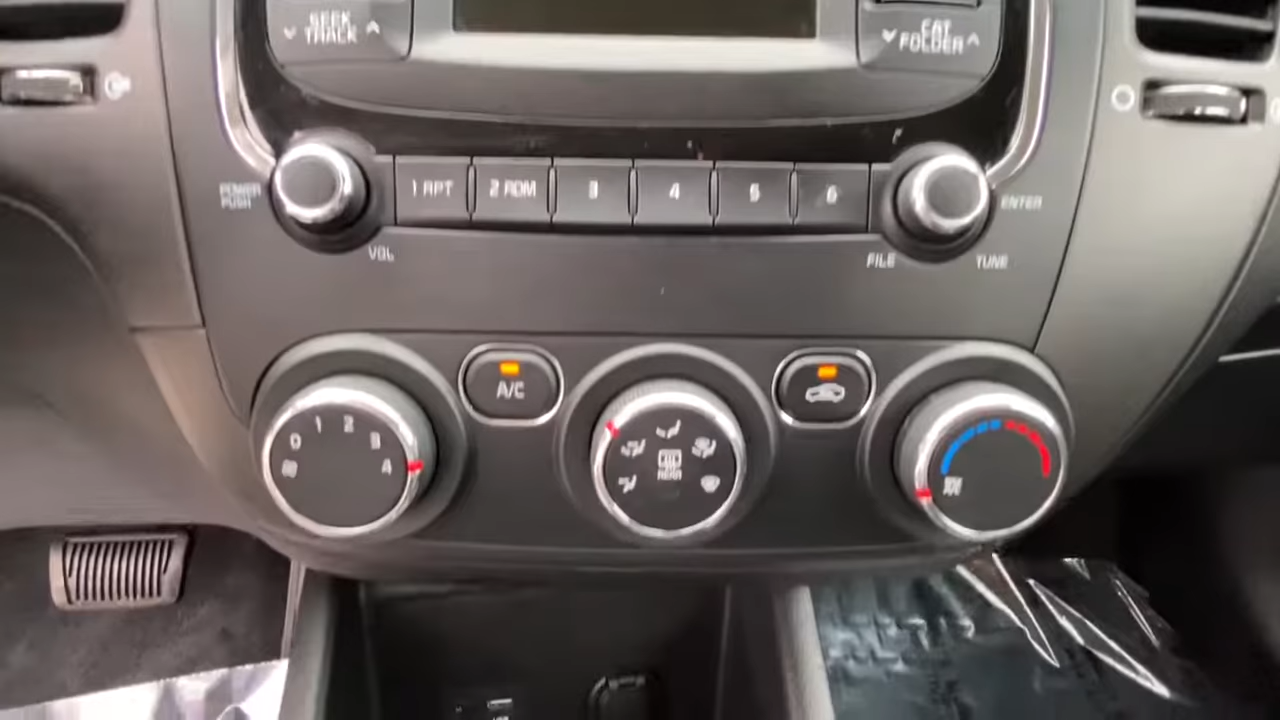 SEEK
TRACK
CAT
FOLDER
POWER
PUSH
1 RPT
2 RDM
3
4
5
6
ENTER
VOL
FILE
TUNE
A/C
0
1
2
3
4
REAR